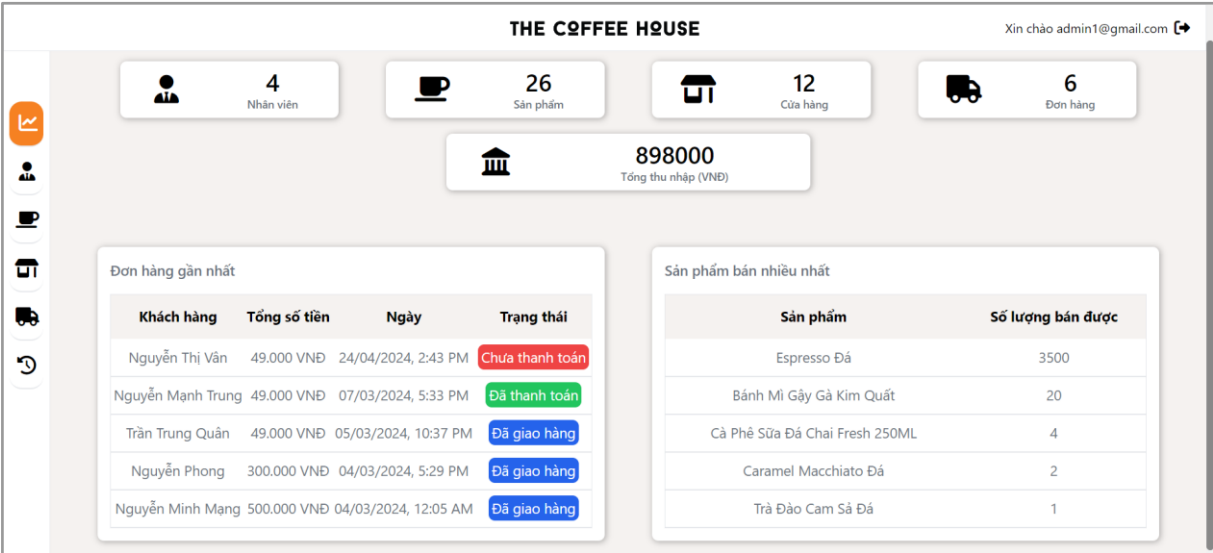 THE COFFEE HOUSE
Xin chào admin1@gmail.com
4
Nhân viên
26
Sản phẩm
12
Cửa hàng
6
Đơn hàng
898000
Tổng thu nhập (VNĐ)
Đơn hàng gần nhất
Khách hàng Tổng số tiền Ngày Trạng thái
Nguyễn Thị Vân 49.000 VNĐ 24/04/2024, 2:43 PM Chưa thanh toán
Nguyễn Mạnh Trung 49.000 VNĐ 07/03/2024, 5:33 PM Đã thanh toán
Trần Trung Quân 49.000 VNĐ 05/03/2024, 10:37 PM Đã giao hàng
Nguyễn Phong 300.000 VNĐ 04/03/2024, 5:29 PM Đã giao hàng
Nguyễn Minh Mạng 500.000 VNĐ 04/03/2024, 12:05 AM Đã giao hàng
Sản phẩm bán nhiều nhất
Sản phẩm Số lượng bán được
Espresso Đá 3500
Bánh Mì Gậy Gà Kim Quất 20
Cà Phê Sữa Đá Chai Fresh 250ML 4
Caramel Macchiato Đá 2
Trà Đào Cam Sả Đá 1